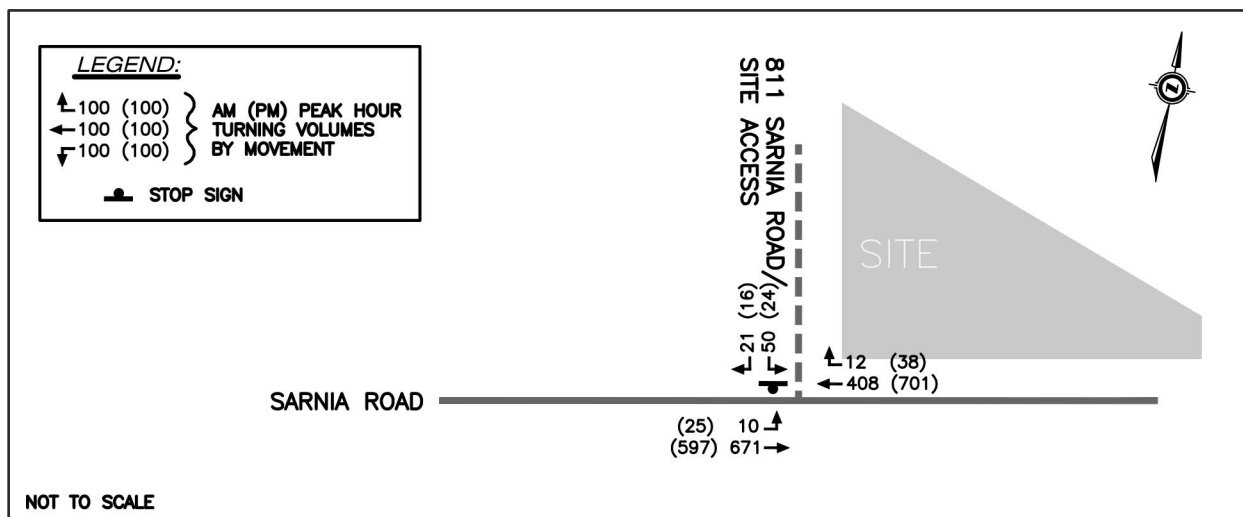 LEGEND:
100 (100)
100 (100)
100 (100)
AM (PM) PEAK HOUR
TURNING VOLUMES
BY MOVEMENT
STOP SIGN
811 SARNIA ROAD/
SITE ACCESS
N
SITE
21 (16)
50 (24)
12 (38)
408 (701)
SARNIA ROAD
(25) 10
(597) 671
NOT TO SCALE